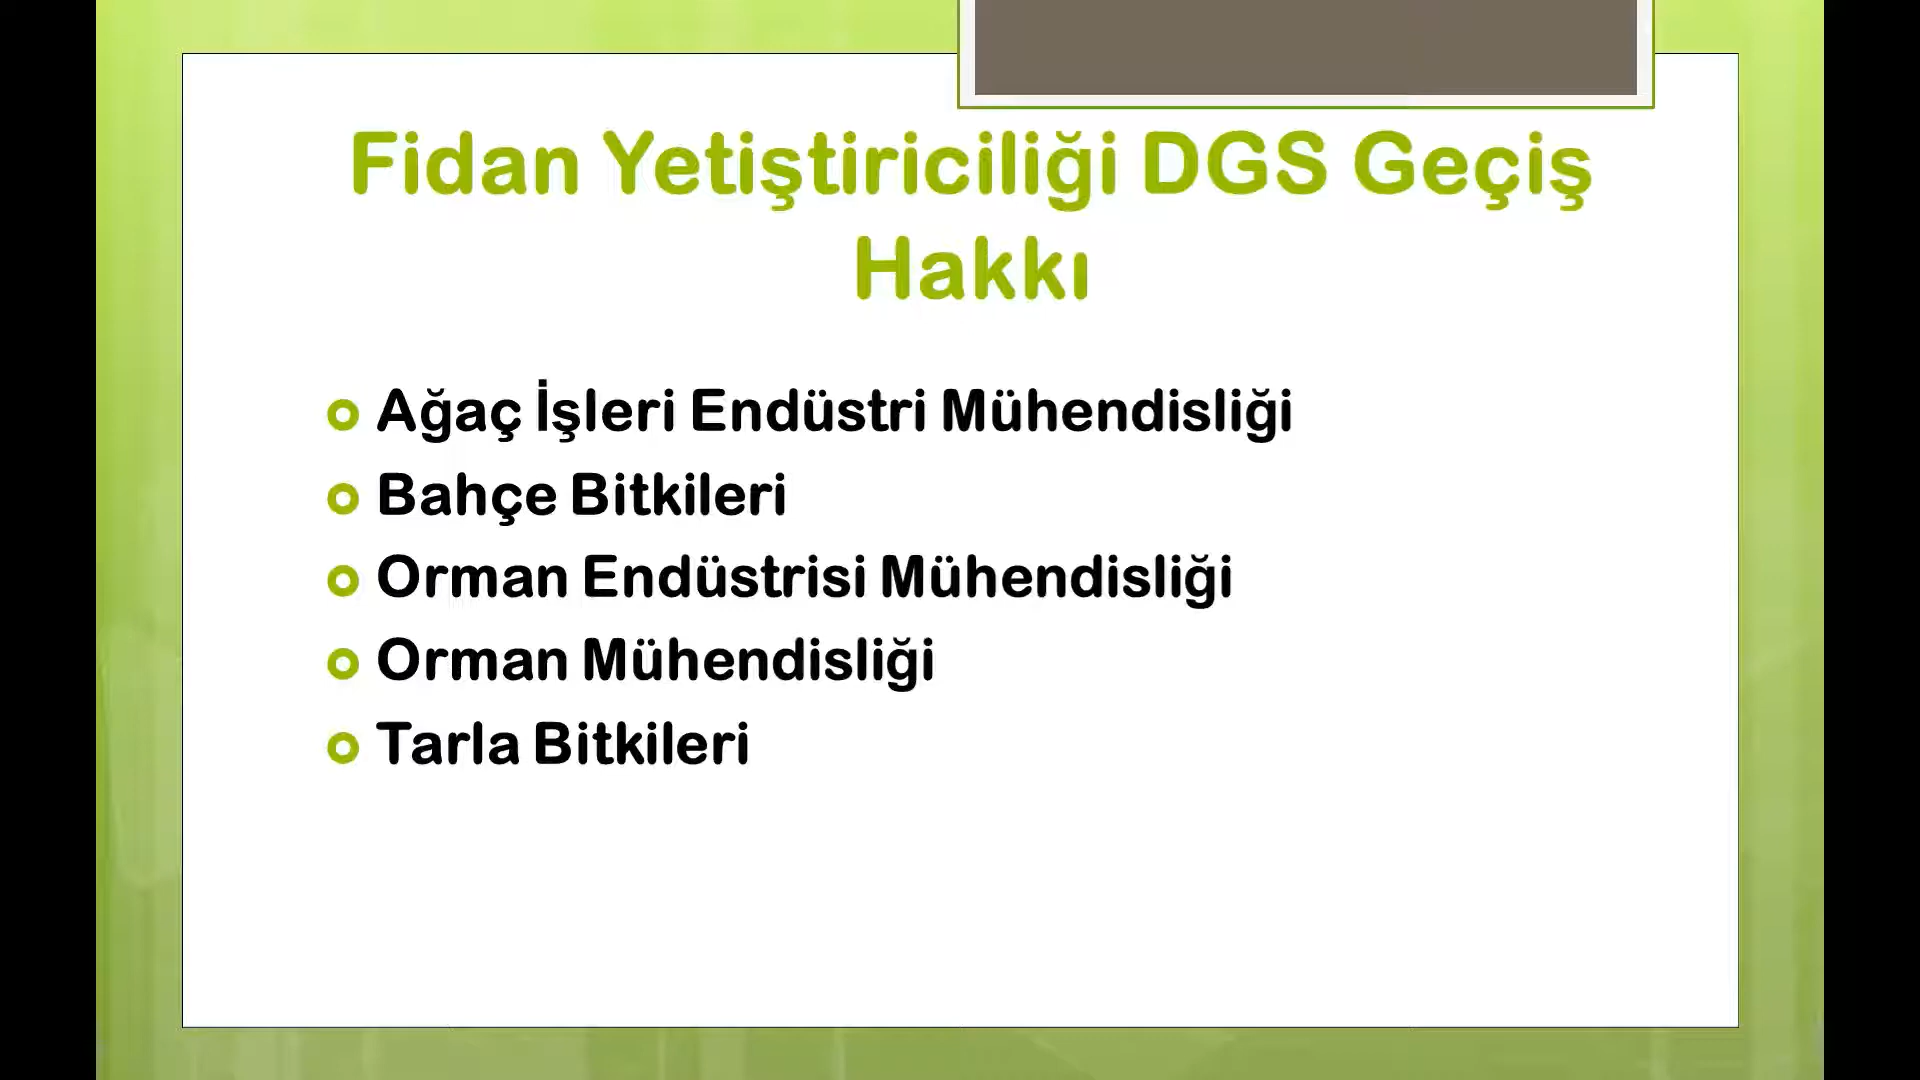 Fidan Yetiştiriciliği DGS Geçiş
Hakkı
Ağaç İşleri Endüstri Mühendisliği
Bahçe Bitkileri
Orman Endüstrisi Mühendisliği
Orman Mühendisliği
Tarla Bitkileri